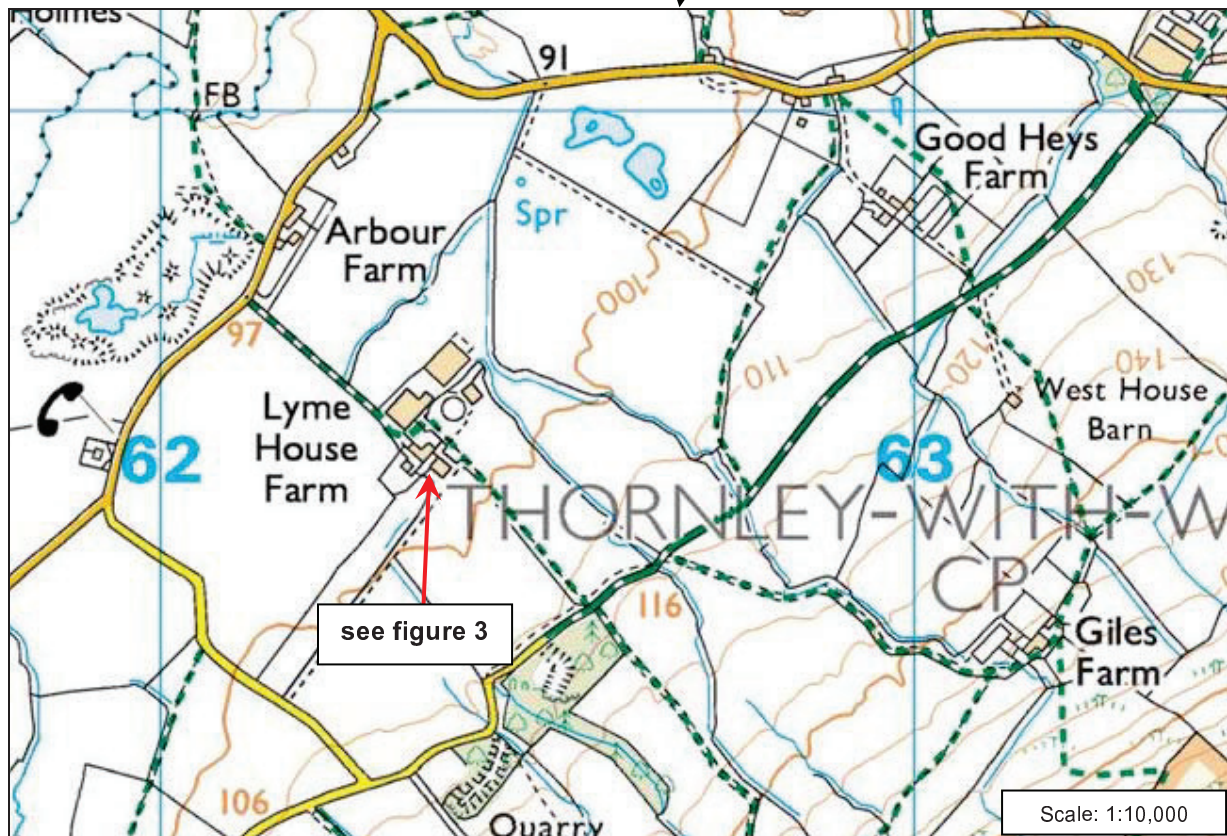 Holmes
91
FB
Good Heys
Farm
Spr
Arbour
Farm
100
130
97
110
120
140
West House
Barn
Lyme
House
Farm
62
63
THORNLEY-WITH-W
CP
see figure 3
116
Giles
Farm
106
Quarry
Scale: 1:10,000